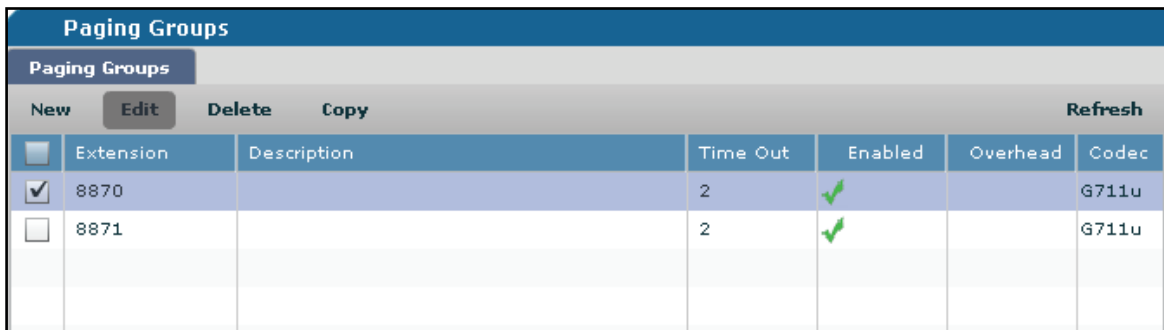 Paging Groups
Paging Groups
New Edit Delete Copy Refresh
Extension Description Time Out Enabled Overhead Codec
8870 2 G711u
8871 2 G711u